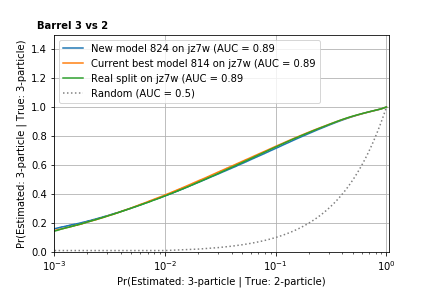 Barrel 3 vs 2
Pr(Estimated: 3-particle | True: 3-particle)
1.4
1.2
1.0
0.8
0.6
0.4
0.2
0.0
New model 824 on jz7w (AUC = 0.89
Current best model 814 on jz7w (AUC = 0.89
Real split on jz7w (AUC = 0.89
Random (AUC = 0.5)
10⁻³
10⁻²
10⁻¹
10⁰
Pr(Estimated: 3-particle | True: 2-particle)